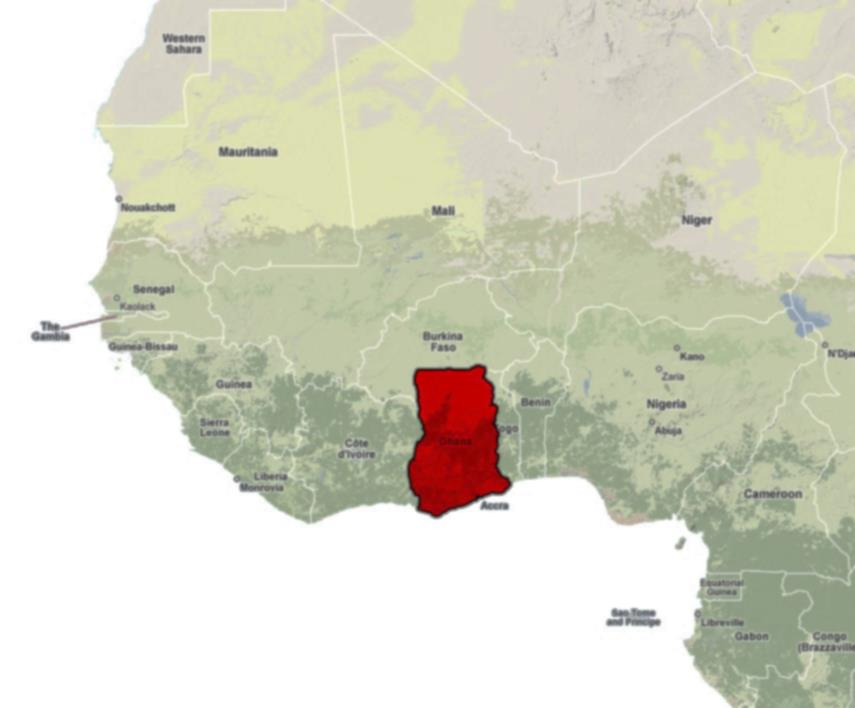 Western
Sahara
Mauritania
Nouakchott
Mali
Niger
Senegal
Kaolack
The
Gambia
Guinea-Bissau
Burkina
Faso
Kano
N'Dja
Zaria
Guinea
Benin
Nigeria
Sierra
Leone
Togo
Abuja
Ghana
Côte
d'Ivoire
Liberia
Monrovia
Cameroon
Accra
Equatorial
Guinea
Sao Tome
and Principe
Libreville
Gabon
Congo
(Brazzaville